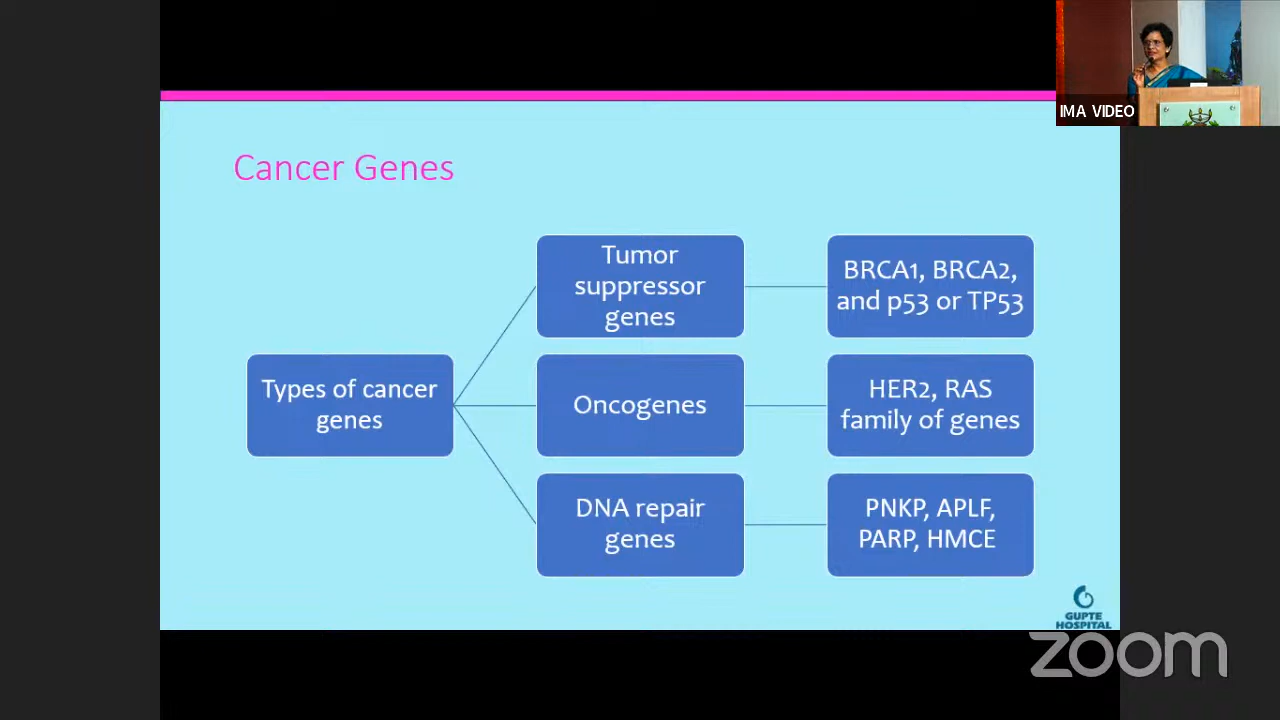 IMA VIDEO
Cancer Genes
Types of cancer
genes
Tumor
suppressor
genes
BRCA1, BRCA2,
and p53 or TP53
Oncogenes
HER2, RAS
family of genes
DNA repair
genes
PNKP, APLF,
PARP, HMCE
GUPTE
HOSPITAL
zoom